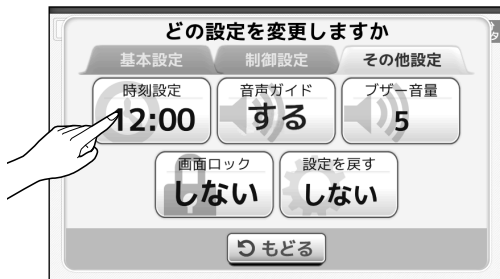 どの設定を変更しますか
基本設定 制御設定 その他設定
時刻設定 音声ガイド ブザー音量
12:00 する 5
画面ロック 設定を戻す
しない しない
もどる